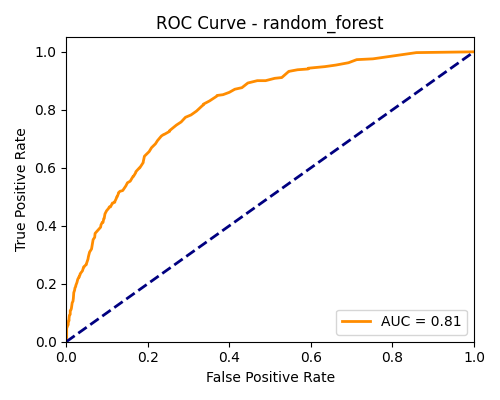 ROC Curve - random_forest
True Positive Rate
1.0
0.8
0.6
0.4
0.2
0.0
AUC = 0.81
0.0 0.2 0.4 0.6 0.8 1.0
False Positive Rate